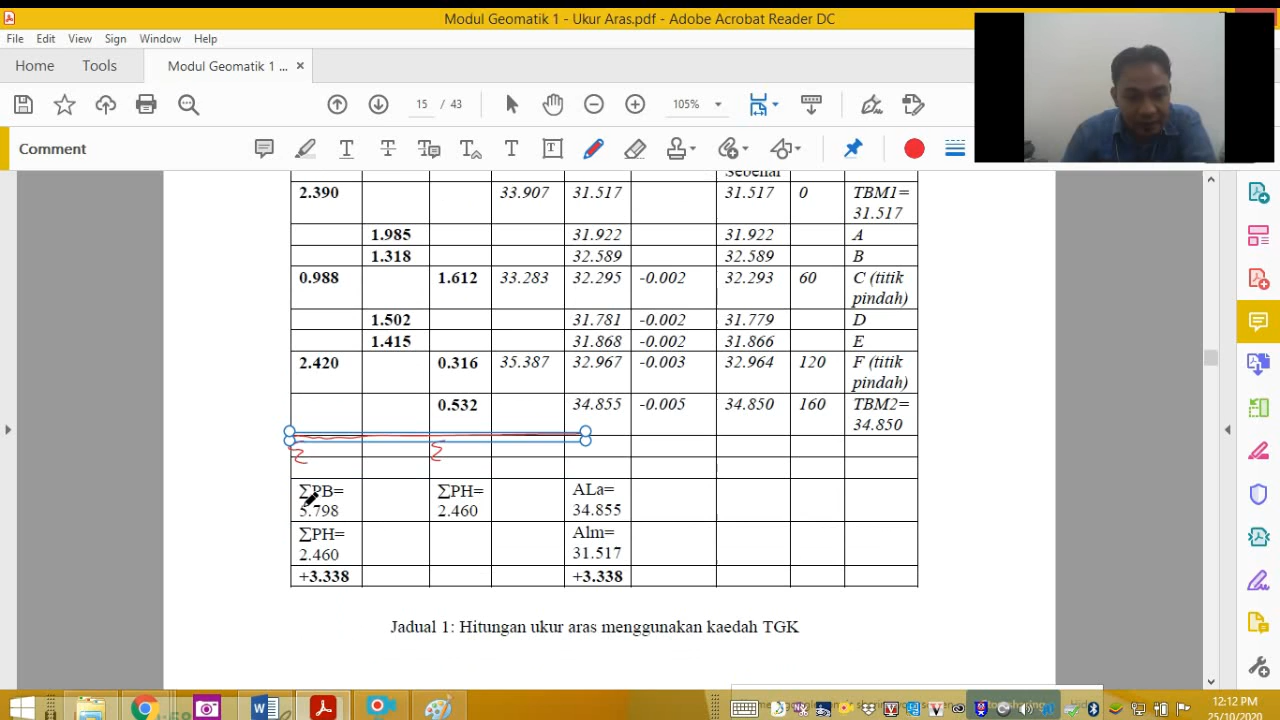 Modul Geomatik 1 - Ukur Aras.pdf - Adobe Acrobat Reader DC
File Edit View Sign Window Help
Home Tools Modul Geomatik 1 ... ×
15 / 43 105%
Comment
Sebenar
2.390 33.907 31.517 31.517 0 TBM1=
31.517
1.985 31.922 31.922 A
1.318 32.589 32.589 B
0.988 1.612 33.283 32.295 -0.002 32.293 60 C (titik
pindah)
1.502 31.781 -0.002 31.779 D
1.415 31.868 -0.002 31.866 E
2.420 0.316 35.387 32.967 -0.003 32.964 120 F (titik
pindah)
0.532 34.855 -0.005 34.850 160 TBM2=
34.850
Σ Σ
∑PB= ∑PH= ALa=
5.798 2.460 34.855
∑PH= Alm=
2.460 31.517
+3.338 +3.338
Jadual 1: Hitungan ukur aras menggunakan kaedah TGK
12:12 PM
25/10/2020